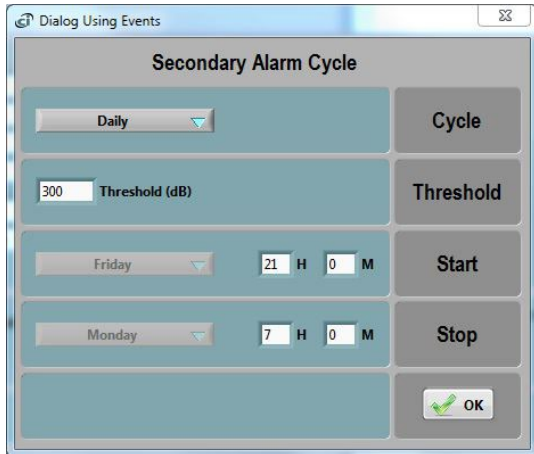 Dialog Using Events
Secondary Alarm Cycle
Daily Cycle
300 Threshold (dB) Threshold
Friday 21 H 0 M Start
Monday 7 H 0 M Stop
OK